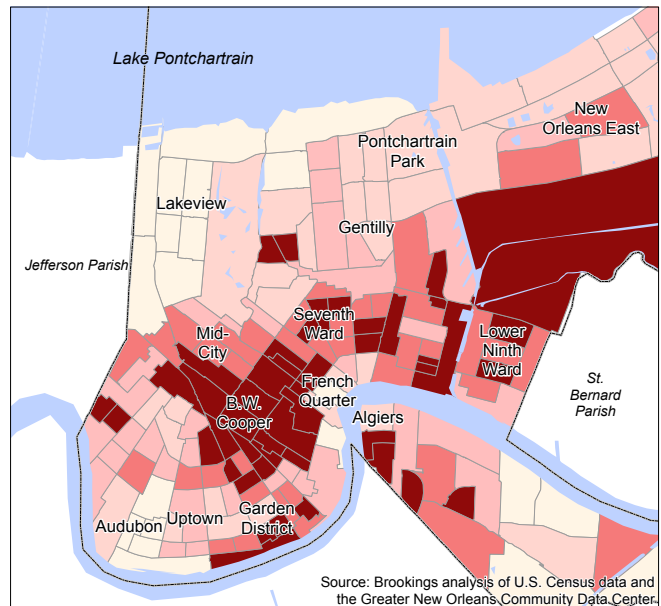 Lake Pontchartrain
New
Orleans East
Pontchartrain
Park
Lakeview
Gentilly
Jefferson Parish
Seventh
Ward
Mid-
City
Lower
Ninth
Ward
French
Quarter
St.
Bernard
Parish
B.W.
Cooper
Algiers
Garden
District
Uptown
Audubon
Source: Brookings analysis of U.S. Census data and
the Greater New Orleans Community Data Center